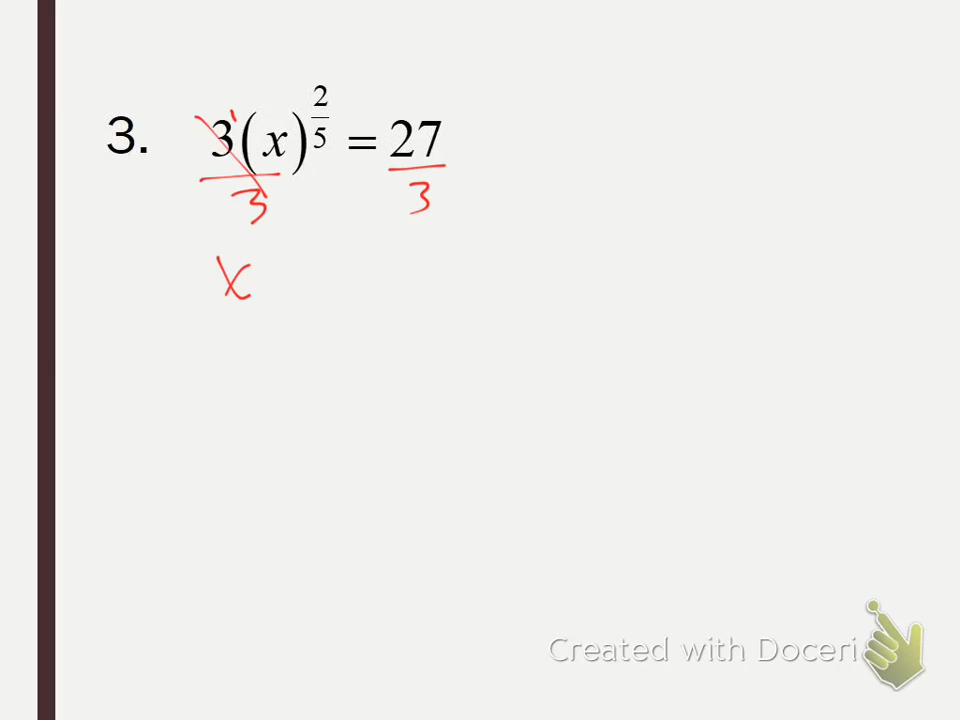 3. 3(x)^(2/5) = 27
3 3
x
Created with Doceri